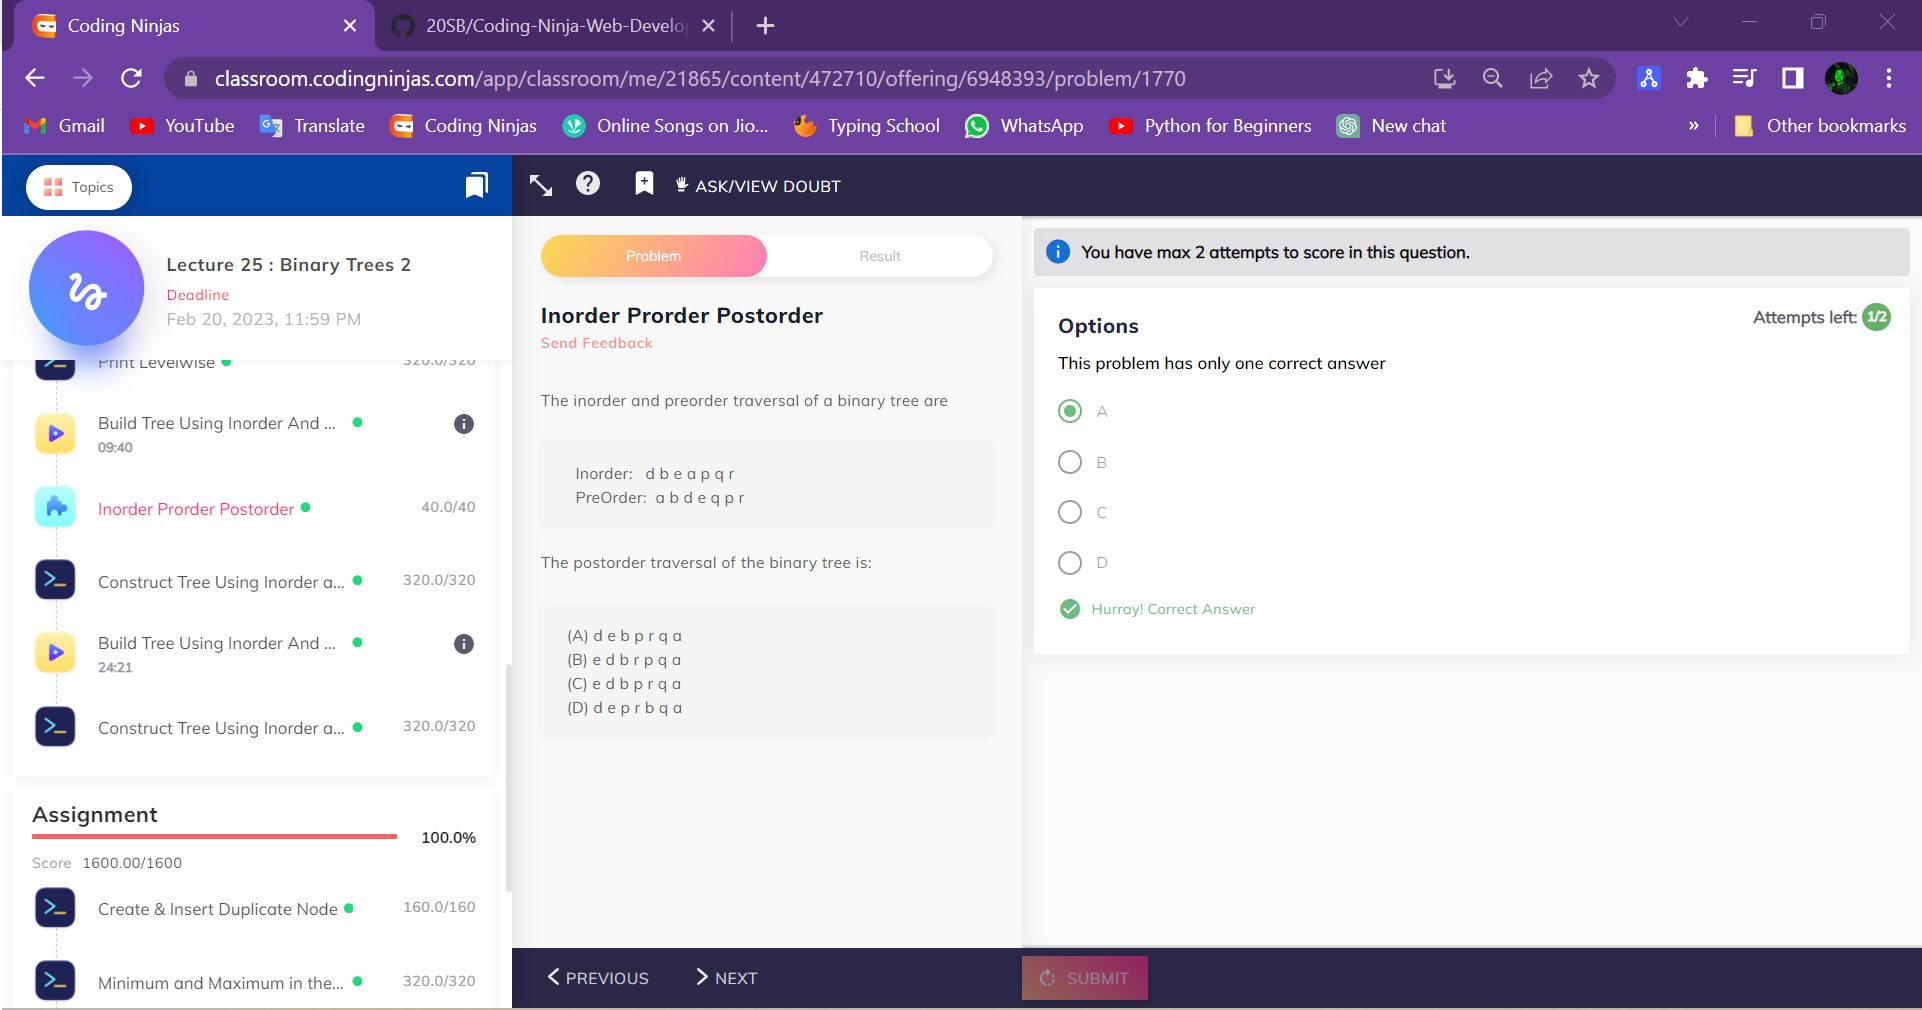 Coding Ninjas
20SB/Coding-Ninja-Web-Develo
classroom.codingninjas.com/app/classroom/me/21865/content/472710/offering/6948393/problem/1770
Gmail YouTube Translate Coding Ninjas Online Songs on Jio... Typing School WhatsApp Python for Beginners New chat » Other bookmarks
Topics
ASK/VIEW DOUBT
Lecture 25 : Binary Trees 2
Deadline
Feb 20, 2023, 11:59 PM
Print Levelwise 320.0/320
Build Tree Using Inorder And ...
09:40
Inorder Prorder Postorder 40.0/40
Construct Tree Using Inorder a... 320.0/320
Build Tree Using Inorder And ...
24:21
Construct Tree Using Inorder a... 320.0/320
Assignment
100.0%
Score 1600.00/1600
Create & Insert Duplicate Node 160.0/160
Minimum and Maximum in the... 320.0/320
Problem Result
Inorder Prorder Postorder
Send Feedback
The inorder and preorder traversal of a binary tree are
Inorder: d b e a p q r
PreOrder: a b d e q p r
The postorder traversal of the binary tree is:
(A) d e b p r q a
(B) e d b r p q a
(C) e d b p r q a
(D) d e p r b q a
You have max 2 attempts to score in this question.
Attempts left: 1/2
Options
This problem has only one correct answer
A
B
C
D
Hurray! Correct Answer
PREVIOUS NEXT
SUBMIT